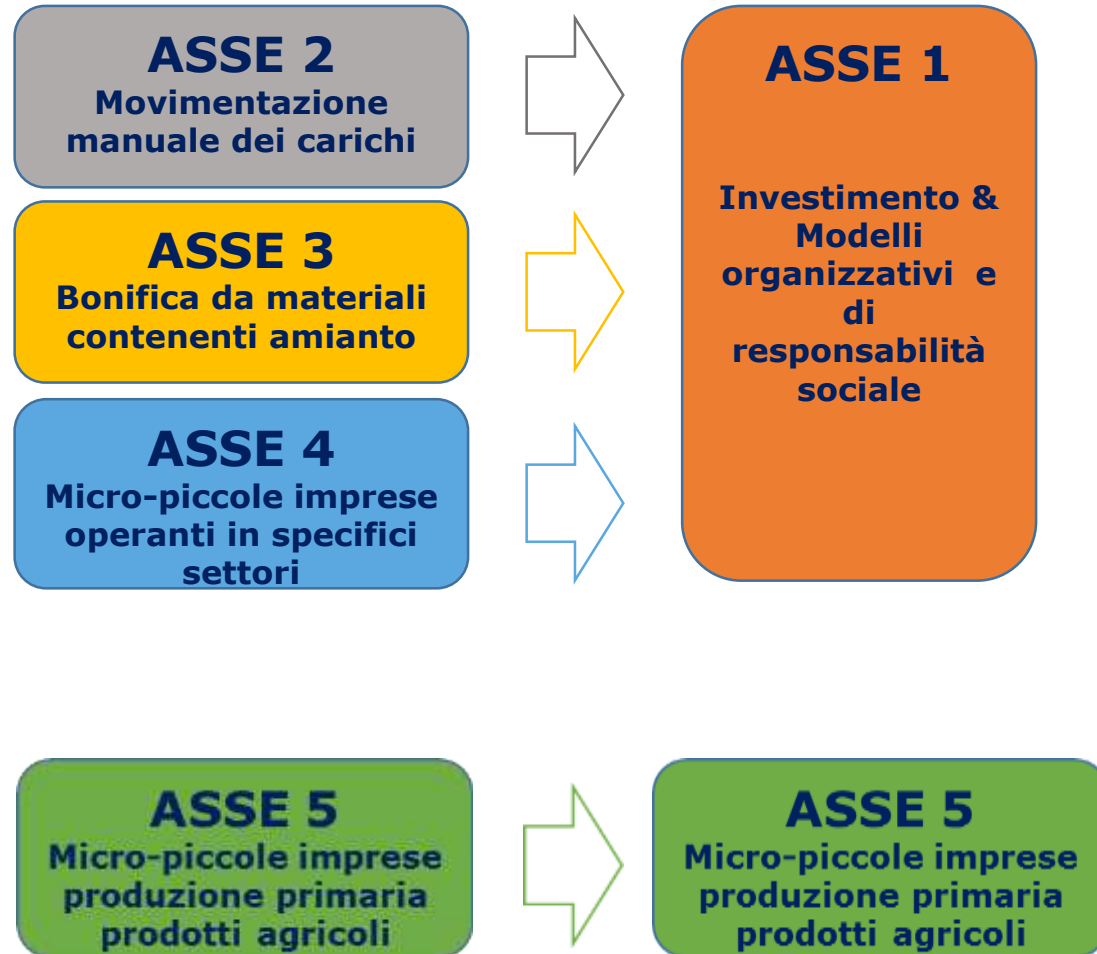 ASSE 2
Movimentazione
manuale dei carichi
ASSE 3
Bonifica da materiali
contenenti amianto
ASSE 4
Micro-piccole imprese
operanti in specifici
settori
ASSE 1
Investimento &
Modelli
organizzativi e
di
responsabilità
sociale
ASSE 5
Micro-piccole imprese
produzione primaria
prodotti agricoli
ASSE 5
Micro-piccole imprese
produzione primaria
prodotti agricoli